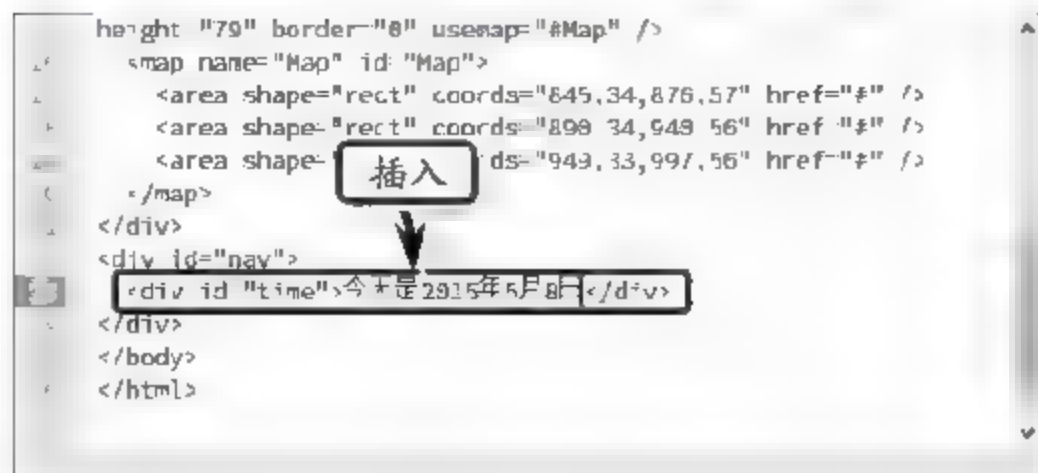 height="79" border="0" usemap="#Map" />
<map name="Map" id="Map">
<area shape="rect" coords="845,34,876,57" href="#" />
<area shape="rect" coords="899,34,949,56" href="#" />
<area shape=" ds="949,33,997,56" href="#" />
插入
</map>
</div>
<div id="nav">
<div id="time">今天是2015年5月8日</div>
</div>
</body>
</html>